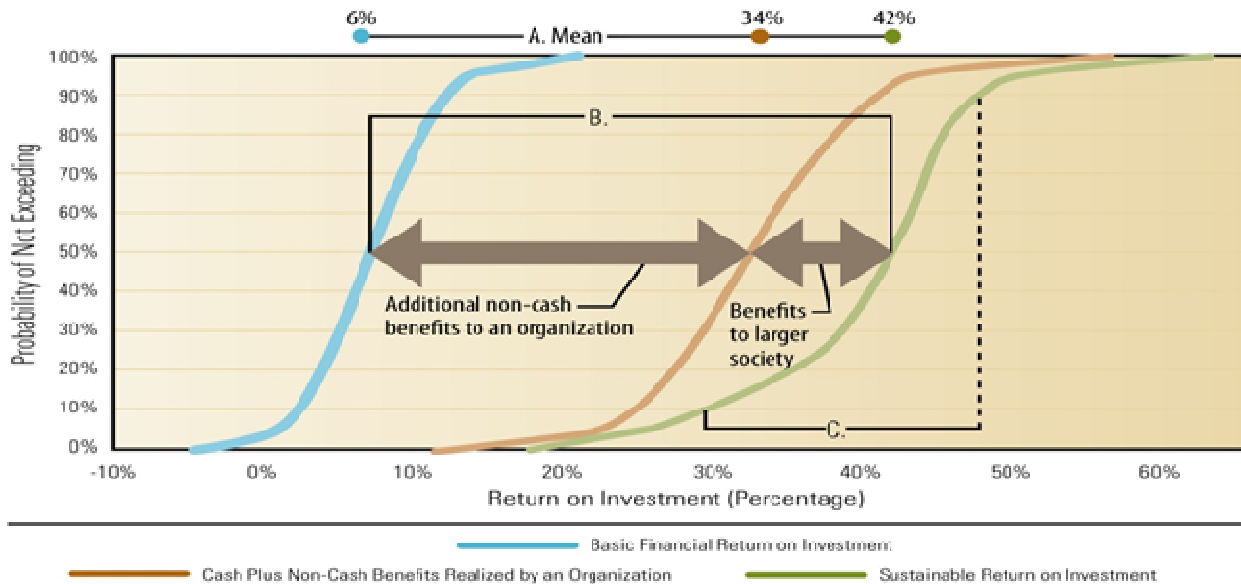 6% 34% 42%
A. Mean
100%
90%
80%
70%
60%
50%
40%
30%
20%
10%
0%
Probability of Not Exceeding
B.
Additional non-cash
benefits to an organization
Benefits
to larger
society
C.
-10% 0% 10% 20% 30% 40% 50% 60%
Return on Investment (Percentage)
Basic Financial Return on Investment
Cash Plus Non-Cash Benefits Realized by an Organization
Sustainable Return on Investment